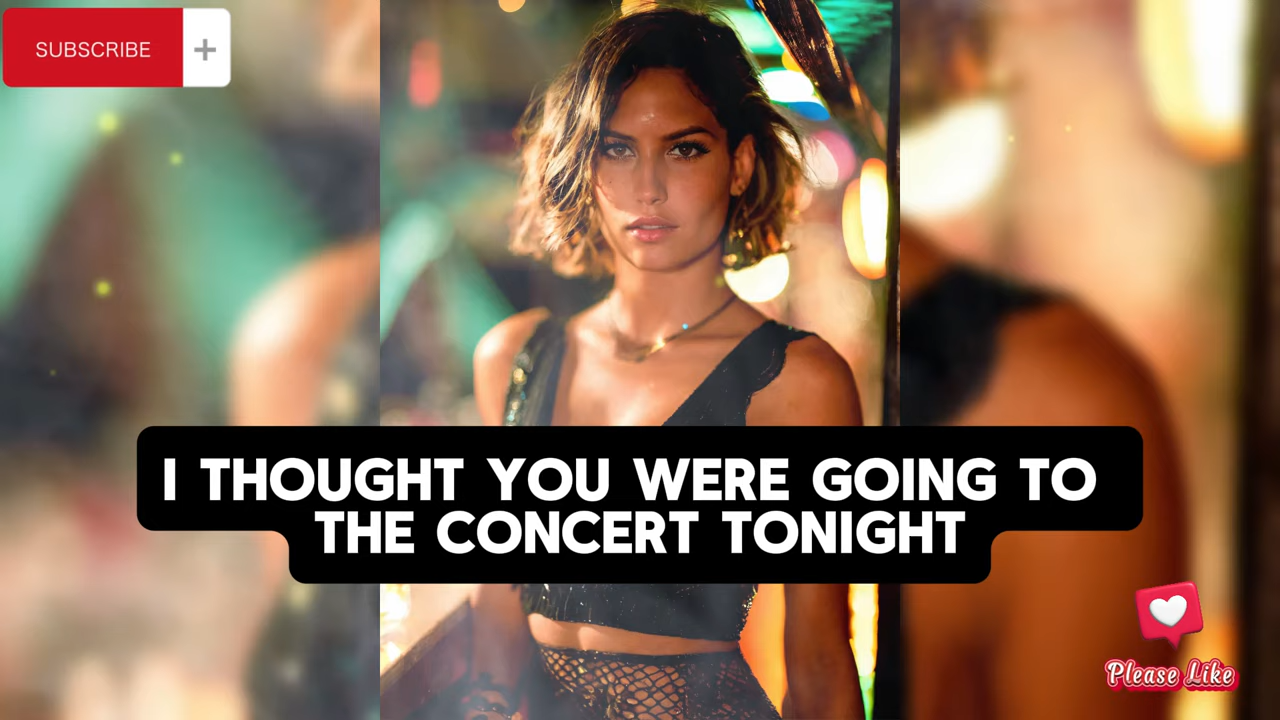 SUBSCRIBE +
I THOUGHT YOU WERE GOING TO
THE CONCERT TONIGHT
Please Like